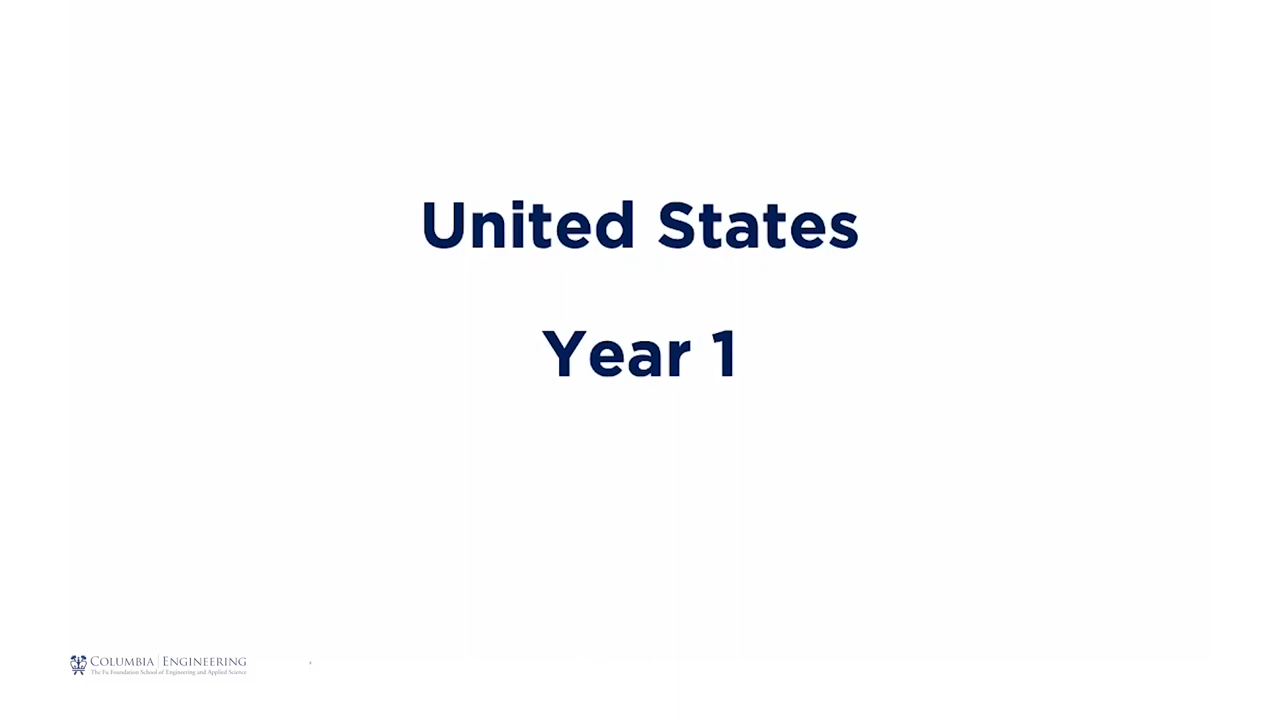 United States
Year 1
COLUMBIA | ENGINEERING
The Fu Foundation School of Engineering and Applied Science